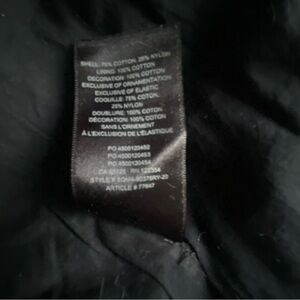 SHELL: 75% COTTON, 25% NYLON
LINING: 100% COTTON
DECORATION: 100% COTTON
EXCLUSIVE OF ORNAMENTATION
EXCLUSIVE OF ELASTIC
COQUILLE: 75% COTON,
25% NYLON
DOUBLURE: 100% COTON
DÉCORATION: 100% COTON
SANS L'ORNEMENT
À L'EXCLUSION DE L'ÉLASTIQUE
PO 4500120452
PO 4500120453
PO 4500120454
CA RN
STYLE #
ARTICLE # 77847